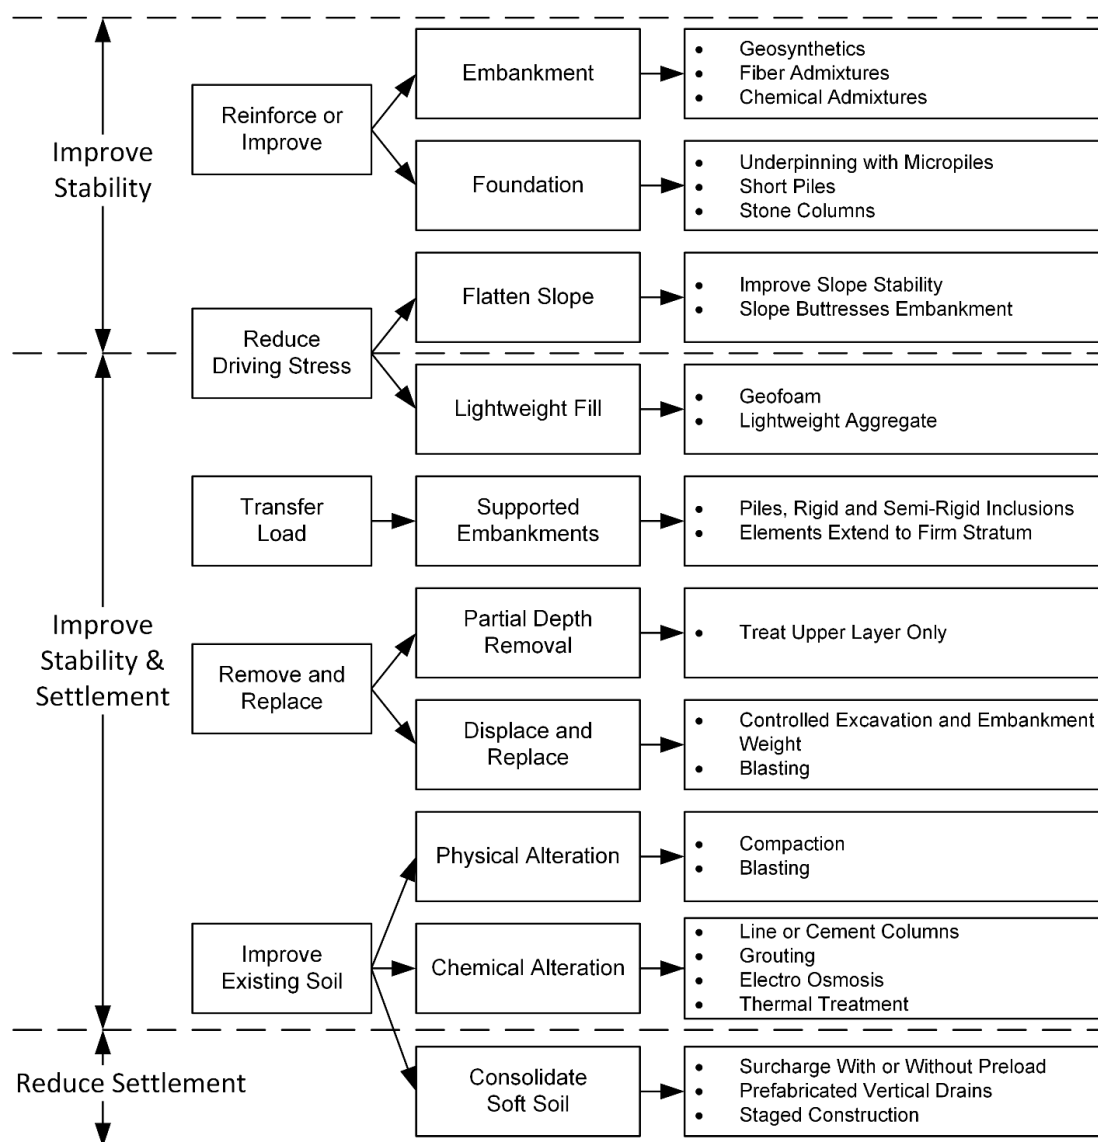 Improve
Stability
Reinforce or
Improve
Embankment
• Geosynthetics
• Fiber Admixtures
• Chemical Admixtures
Foundation
• Underpinning with Micropiles
• Short Piles
• Stone Columns
Reduce
Driving Stress
Flatten Slope
• Improve Slope Stability
• Slope Buttresses Embankment
Improve
Stability &
Settlement
Lightweight Fill
• Geofoam
• Lightweight Aggregate
Transfer
Load
Supported
Embankments
• Piles, Rigid and Semi-Rigid Inclusions
• Elements Extend to Firm Stratum
Remove and
Replace
Partial Depth
Removal
• Treat Upper Layer Only
Displace and
Replace
• Controlled Excavation and Embankment
Weight
• Blasting
Improve
Existing Soil
Physical Alteration
• Compaction
• Blasting
Chemical Alteration
• Line or Cement Columns
• Grouting
• Electro Osmosis
• Thermal Treatment
Reduce Settlement
Consolidate
Soft Soil
• Surcharge With or Without Preload
• Prefabricated Vertical Drains
• Staged Construction